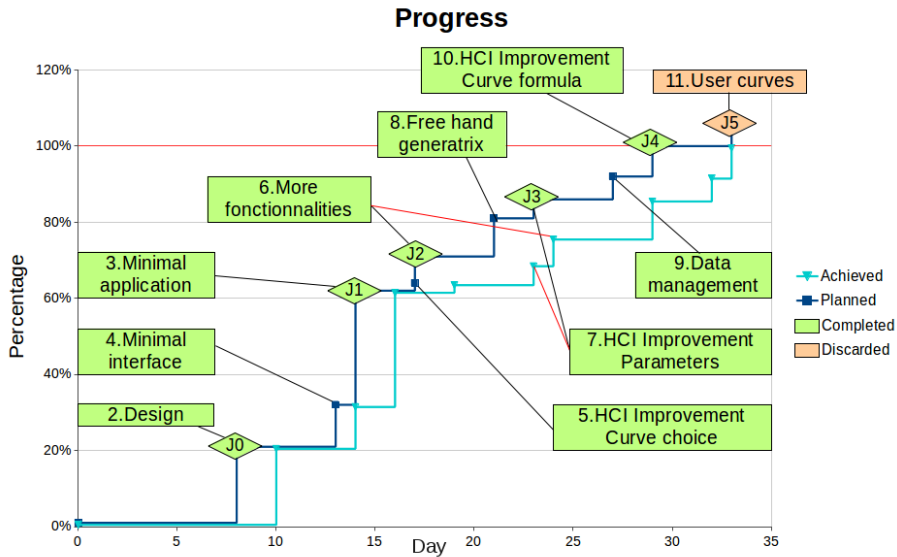 Progress
10.HCI Improvement
Curve formula
11.User curves
120%
8.Free hand
generatrix
J5
J4
100%
6.More
fonctionnalities
J3
80%
J2
3.Minimal
application
9.Data
management
Achieved
Planned
Completed
Discarded
J1
60%
Percentage
4.Minimal
interface
7.HCI Improvement
Parameters
40%
2.Design
5.HCI Improvement
Curve choice
J0
20%
0%
0 5 10 15 20 25 30 35
Day